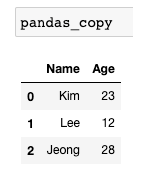 pandas_copy
Name Age
0 Kim 23
1 Lee 12
2 Jeong 28